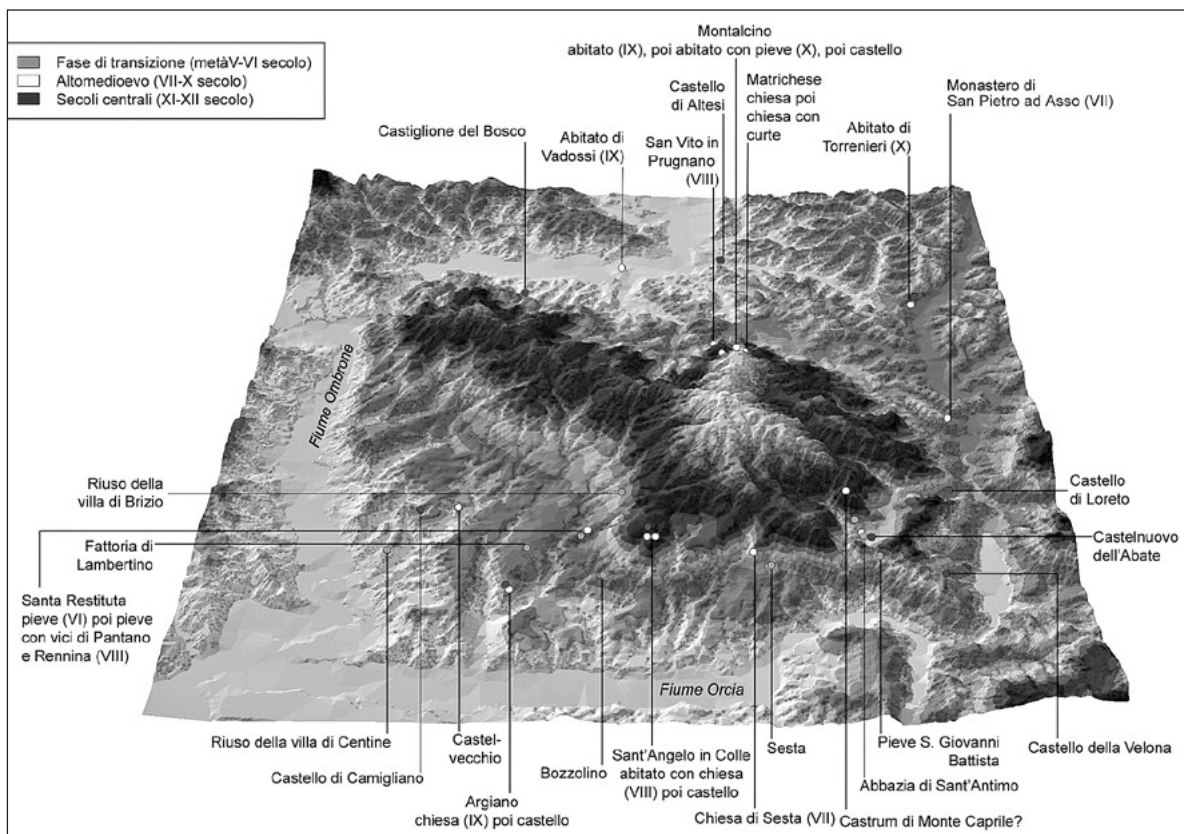 Fase di transizione (metàV-VI secolo)
Altomedioevo (VII-X secolo)
Secoli centrali (XI-XII secolo)
Montalcino
abitato (IX), poi abitato con pieve (X), poi castello
Castello
di Altesi
Matrichese
chiesa poi
chiesa con
curte
Monastero di
San Pietro ad Asso (VII)
Castiglione del Bosco
Abitato di
Vadossi (IX)
San Vito in
Prugnano
(VIII)
Abitato di
Torrenieri (X)
Fiume Ombrone
Riuso della
villa di Brizio
Castello
di Loreto
Fattoria di
Lambertino
Castelnuovo
dell'Abate
Santa Restituta
pieve (VI) poi pieve
con vici di Pantano
e Rennina (VIII)
Fiume Orcia
Riuso della villa di Centine
Castel-
vecchio
Castello di Camigliano
Argiano
chiesa (IX) poi castello
Bozzolino
Sant'Angelo in Colle
abitato con chiesa
(VIII) poi castello
Sesta
Chiesa di Sesta (VII)
Pieve S. Giovanni
Battista
Abbazia di Sant'Antimo
Castrum di Monte Caprile?
Castello della Velona